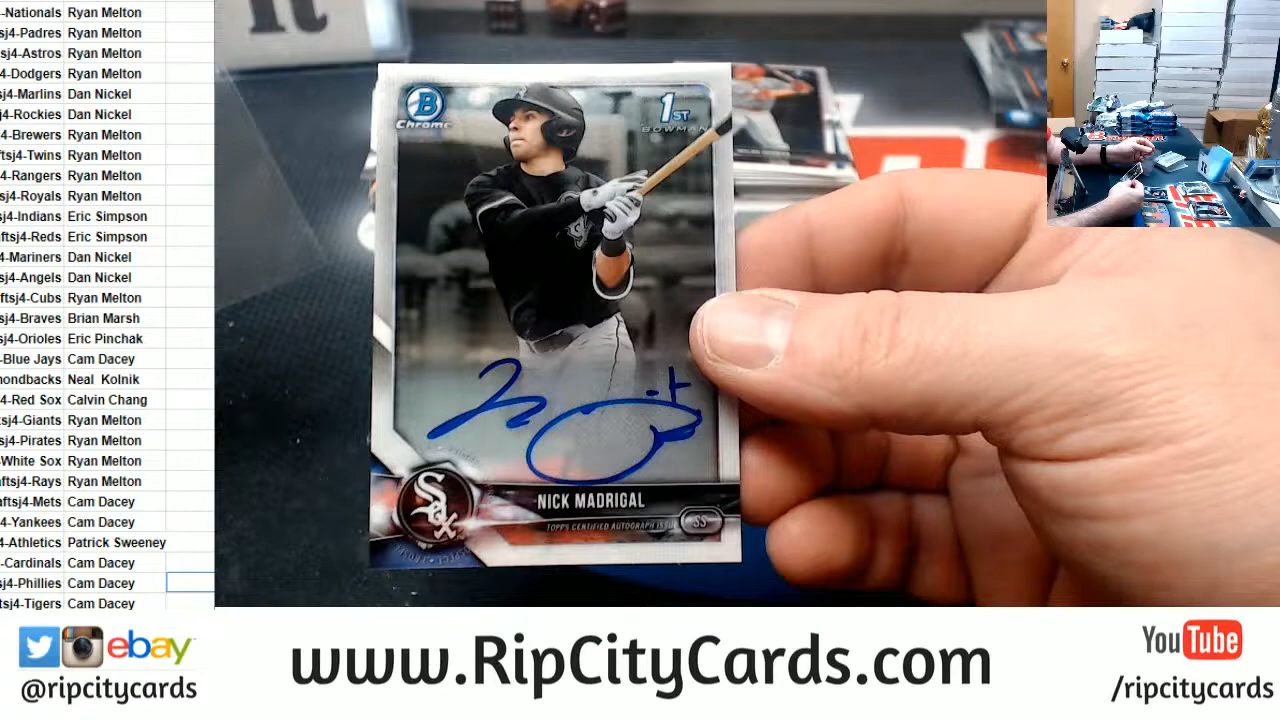 -Nationals Ryan Melton
sj4-Padres Ryan Melton
sj4-Astros Ryan Melton
4-Dodgers Ryan Melton
sj4-Marlins Dan Nickel
j4-Rockies Dan Nickel
4-Brewers Ryan Melton
ftsj4-Twins Ryan Melton
4-Rangers Ryan Melton
sj4-Royals Ryan Melton
sj4-Indians Eric Simpson
ftsj4-Reds Eric Simpson
4-Mariners Dan Nickel
j4-Angels Dan Nickel
ftsj4-Cubs Ryan Melton
sj4-Braves Brian Marsh
sj4-Orioles Eric Pinchak
-Blue Jays Cam Dacey
mondbacks Neal Kolnik
4-Red Sox Calvin Chang
sj4-Giants Ryan Melton
sj4-Pirates Ryan Melton
-White Sox Ryan Melton
aftsj4-Rays Ryan Melton
aftsj4-Mets Cam Dacey
4-Yankees Cam Dacey
4-Athletics Patrick Sweeney
-Cardinals Cam Dacey
sj4-Phillies Cam Dacey
tsj4-Tigers Cam Dacey
B
Chrome
1ST
BOWMAN
Sox
NICK MADRIGAL
TOPPS CERTIFIED AUTOGRAPH ISSUE
SS
ebay
@ripcitycards
www.RipCityCards.com
YouTube
/ripcitycards